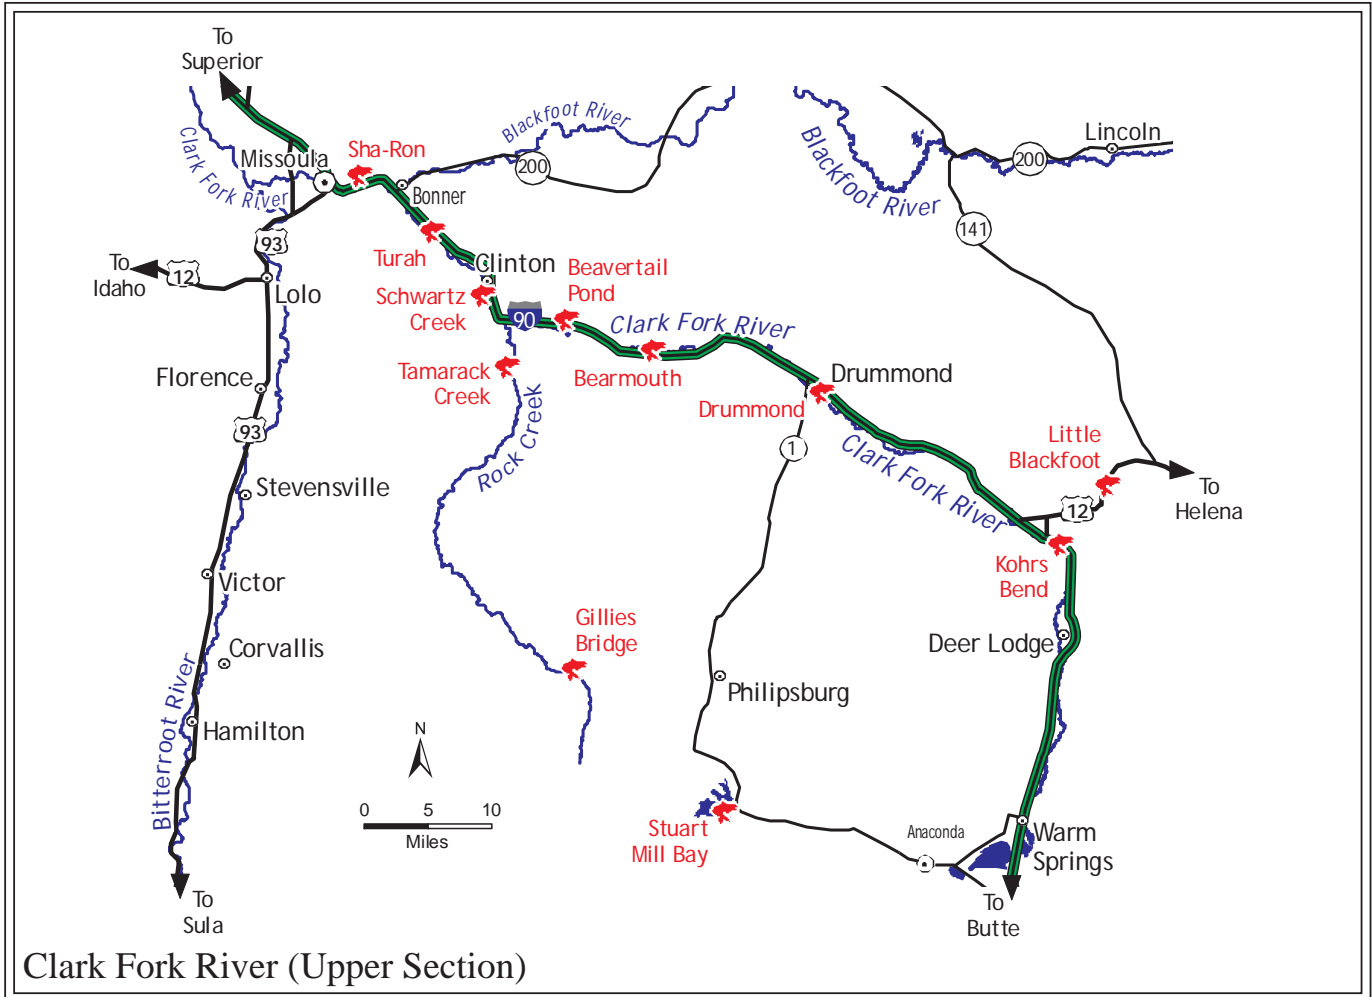 To
Superior
Clark Fork River
Missoula
Sha-Ron
Blackfoot River
200
Bonner
Blackfoot River
Lincoln
200
141
93
To
Idaho
12
Lolo
Turah
Clinton
Schwartz
Creek
Beavertail
Pond
90
Clark Fork River
Bearmouth
Tamarack
Creek
Rock Creek
Florence
93
Stevensville
Drummond
Drummond
1
Clark Fork River
Little
Blackfoot
12
To
Helena
Kohrs
Bend
Victor
Corvallis
Bitterroot River
Hamilton
Gillies
Bridge
Deer Lodge
Philipsburg
N
0 5 10
Miles
Stuart
Mill Bay
Anaconda
Warm
Springs
To
Butte
To
Sula
Clark Fork River (Upper Section)